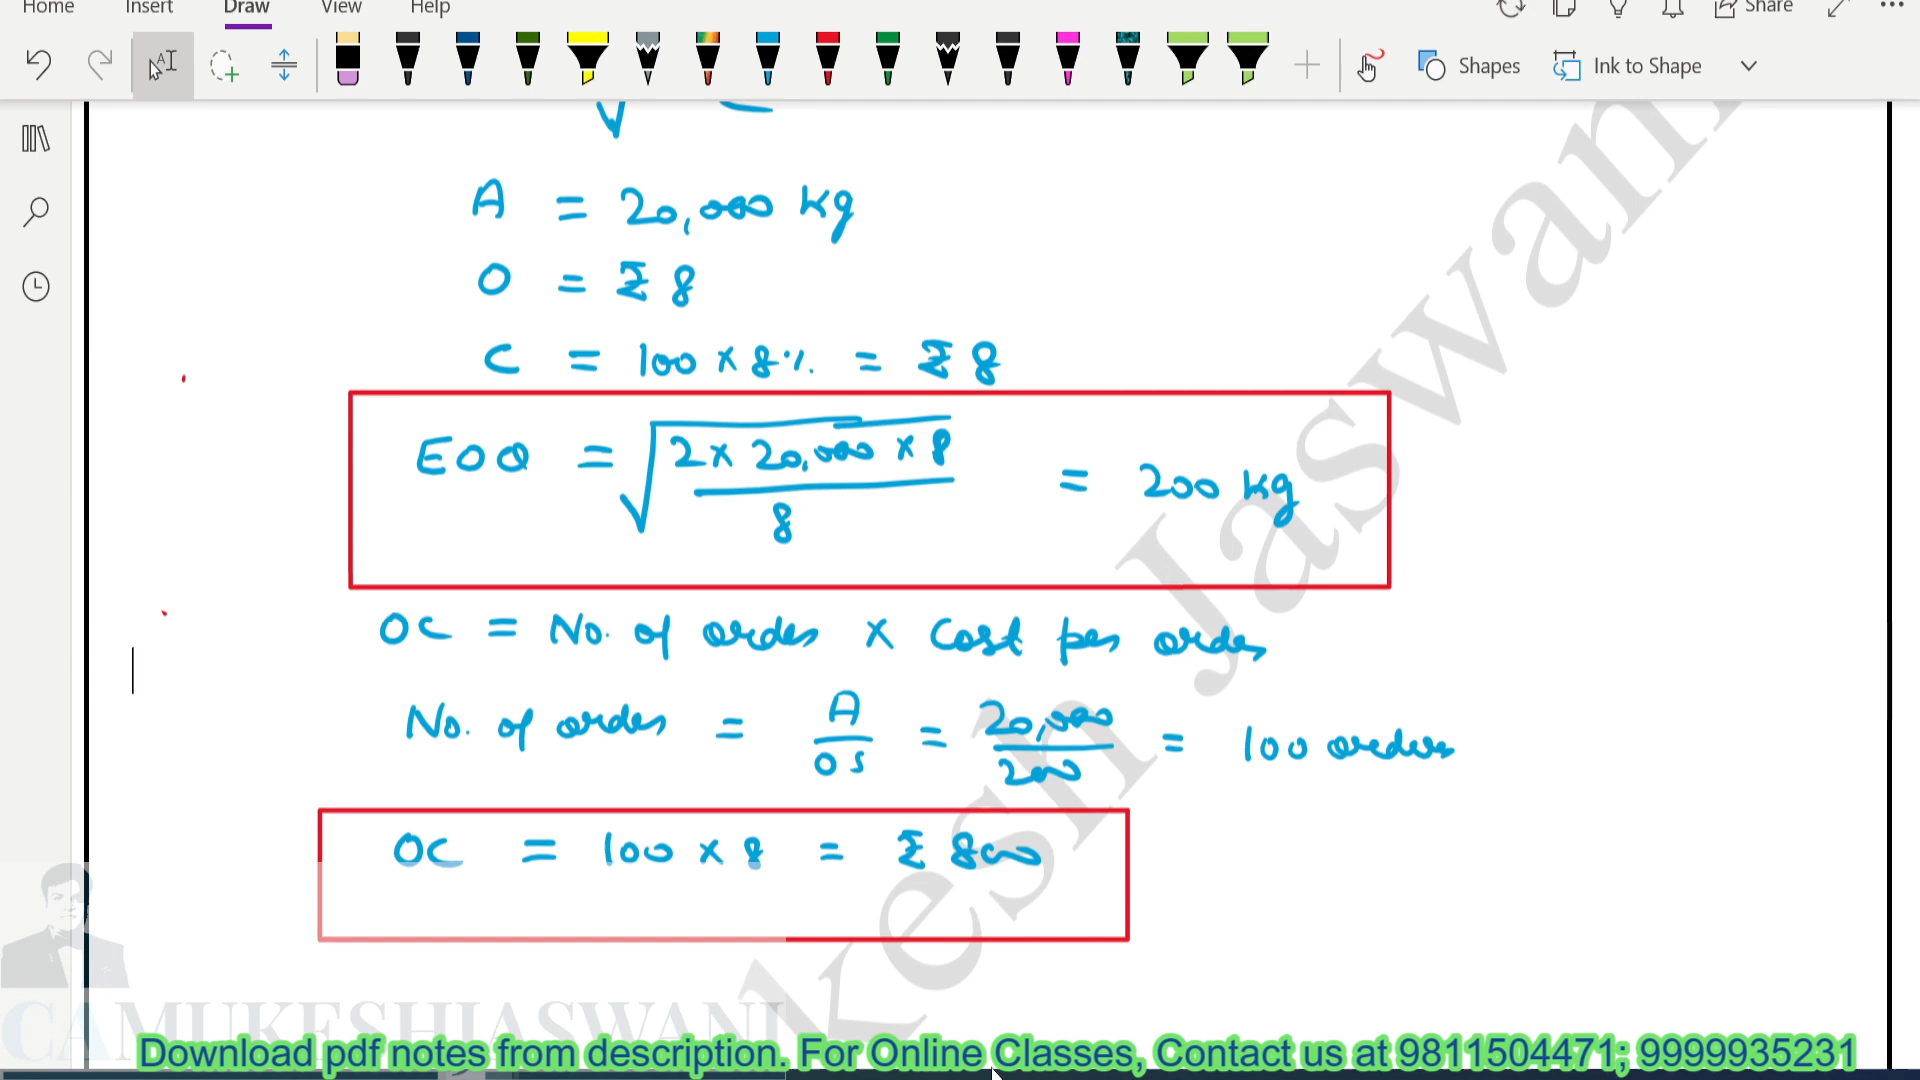 Home Insert Draw View Help Share
Shapes Ink to Shape
A = 20,000 kg
O = ₹ 8
C = 100 × 8% = ₹ 8
EOQ = √ 2 × 20,000 × 8 / 8 = 200 kg
OC = No. of order × Cost per order
No. of order = A / OS = 20,000 / 200 = 100 orders
OC = 100 × 8 = ₹ 800
kesh Jaswani
CAMUKESHJASWANI
Download pdf notes from description. For Online Classes, Contact us at 9811504471; 9999935231